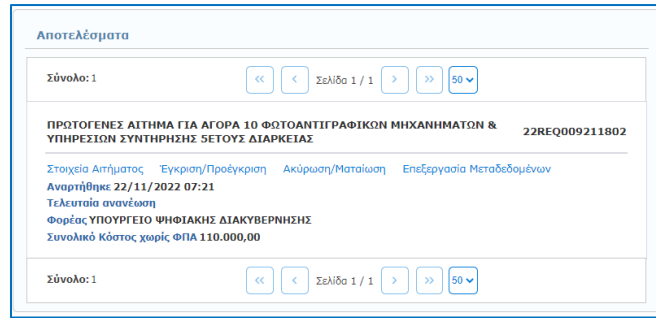 Αποτελέσματα
Σύνολο: 1
<< < Σελίδα 1 / 1 > >> 50
ΠΡΩΤΟΓΕΝΕΣ ΑΙΤΗΜΑ ΓΙΑ ΑΓΟΡΑ 10 ΦΩΤΟΑΝΤΙΓΡΑΦΙΚΩΝ ΜΗΧΑΝΗΜΑΤΩΝ & ΥΠΗΡΕΣΙΩΝ ΣΥΝΤΗΡΗΣΗΣ 5ΕΤΟΥΣ ΔΙΑΡΚΕΙΑΣ
22REQ009211802
Στοιχεία Αιτήματος Έγκριση/Προέγκριση Ακύρωση/Ματαίωση Επεξεργασία Μεταδεδομένων
Αναρτήθηκε 22/11/2022 07:21
Τελευταία ανανέωση
Φορέας ΥΠΟΥΡΓΕΙΟ ΨΗΦΙΑΚΗΣ ΔΙΑΚΥΒΕΡΝΗΣΗΣ
Συνολικό Κόστος χωρίς ΦΠΑ 110.000,00
Σύνολο: 1
<< < Σελίδα 1 / 1 > >> 50